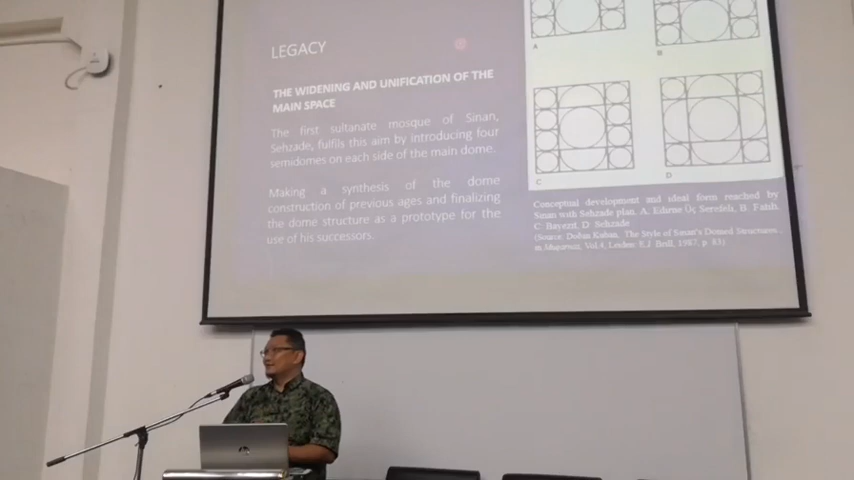 LEGACY
THE WIDENING AND UNIFICATION OF THE
MAIN SPACE
The first sultanate mosque of Sinan,
Sehzade, fulfils this aim by introducing four
semidomes on each side of the main dome.
Making a synthesis of the dome
construction of previous ages and finalizing
the dome structure as a prototype for the
use of his successors.
A
B
C
D
Conceptual development and ideal form reached by
Sinan with Sehzade plan. A. Edirne Üç Şerefeli, B. Fatih,
C. Bayezıt, D. Sehzade.
(Source: Doğan Kuban, The Style of Sinan's Domed Structures,
in Muqarnas, Vol.4, Leiden: E.J. Brill, 1987, p. 83)
hp